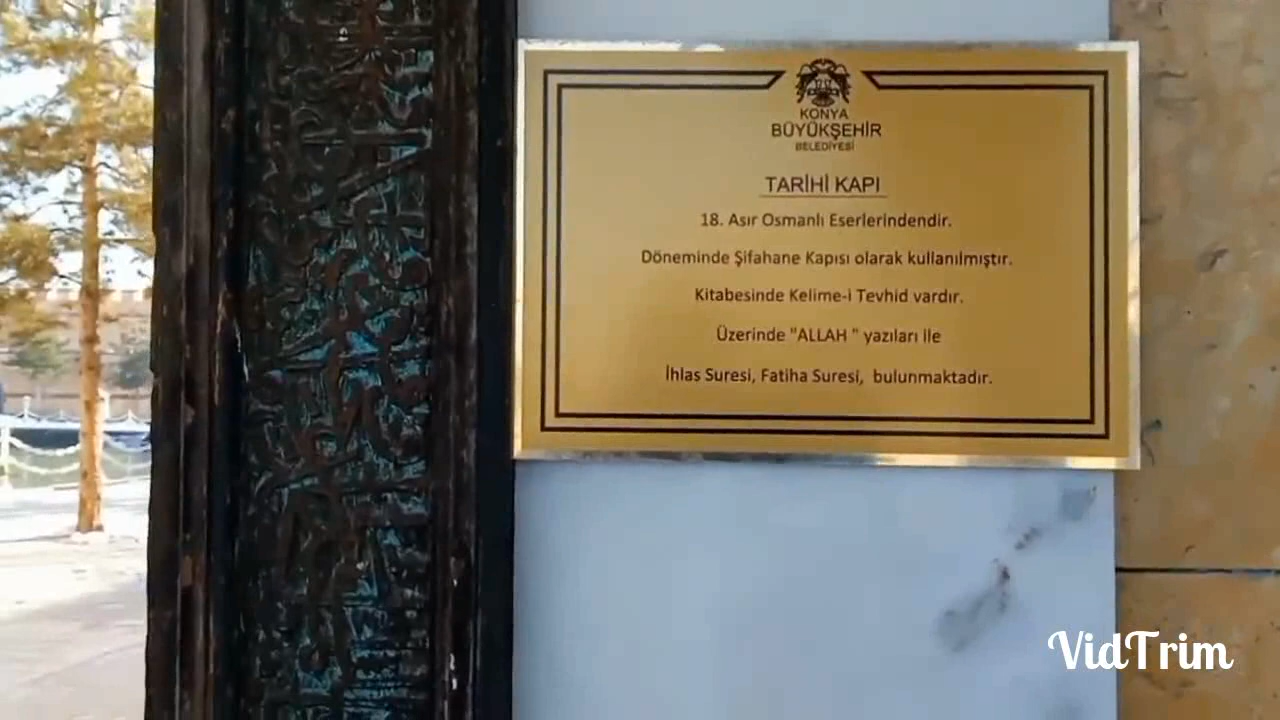 KONYA
BÜYÜKŞEHİR
BELEDİYESİ
TARİHİ KAPI
18. Asır Osmanlı Eserlerindendir.
Döneminde Şifahane Kapısı olarak kullanılmıştır.
Kitabesinde Kelime-i Tevhid vardır.
Üzerinde "ALLAH " yazıları ile
İhlas Suresi, Fatiha Suresi,  bulunmaktadır.
VidTrim